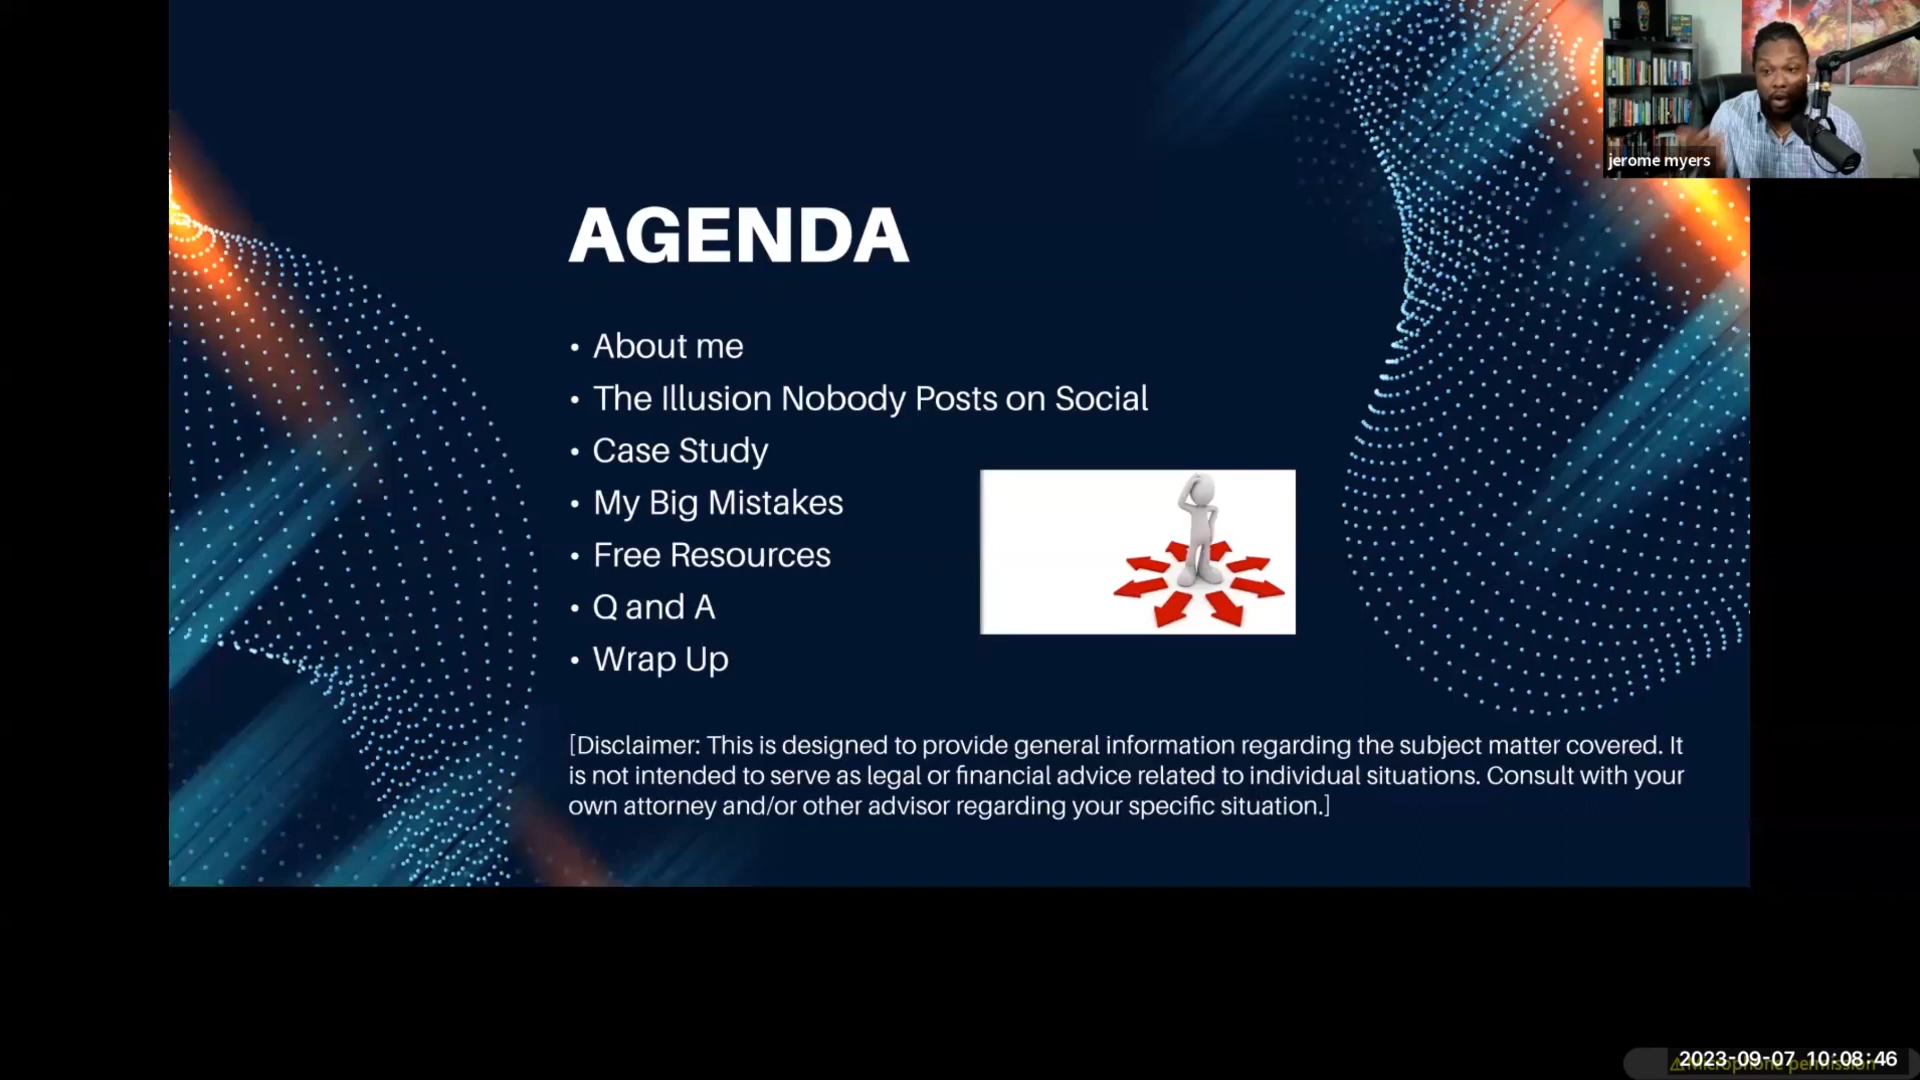 jerome myers
AGENDA
• About me
• The Illusion Nobody Posts on Social
• Case Study
• My Big Mistakes
• Free Resources
• Q and A
• Wrap Up
[Disclaimer: This is designed to provide general information regarding the subject matter covered. It
is not intended to serve as legal or financial advice related to individual situations. Consult with your
own attorney and/or other advisor regarding your specific situation.]
2023-09-07 10:08:46
Microphone permission